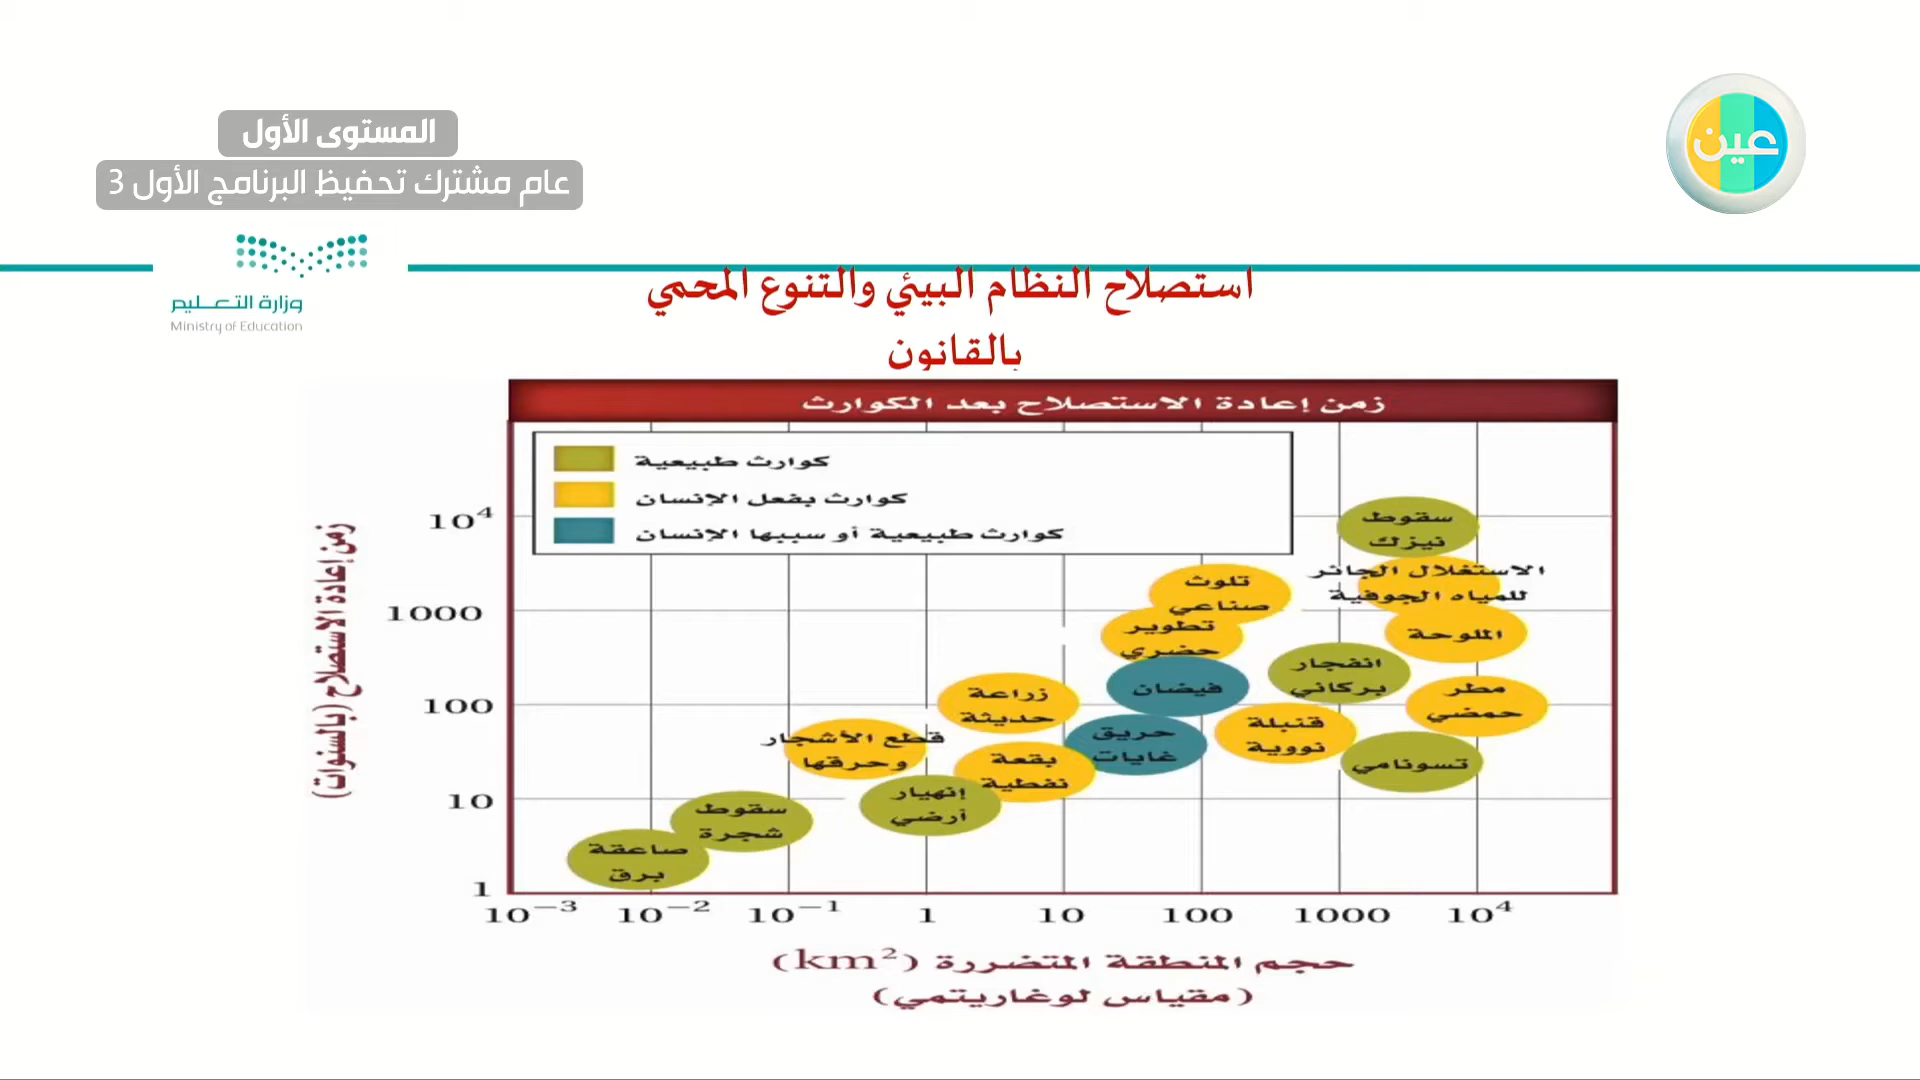 المستوى الأول
عام مشترك تحفيظ البرنامج الأول 3
عين
وزارة التعليم
Ministry of Education
استصلاح النظام البيئي والتنوع المحمي
بالقانون
زمن إعادة الاستصلاح بعد الكوارث
كوارث طبيعية
كوارث بفعل الإنسان
كوارث طبيعية أو سببها الإنسان
زمن إعادة الاستصلاح (بالسنوات)
10⁴
1000
100
10
1
سقوط
نيزك
الاستغلال الجائر
للمياه الجوفية
تلوث
صناعي
تطوير
حضري
الملوحة
انفجار
بركاني
فيضان
مطر
حمضي
زراعة
حديثة
قنبلة
نووية
حريق
غابات
قطع الأشجار
وحرقها
تسونامي
بقعة
نفطية
إنهيار
أرضي
سقوط
شجرة
صاعقة
برق
10⁻³ 10⁻² 10⁻¹ 1 10 100 1000 10⁴
حجم المنطقة المتضررة (km²)
(مقياس لوغاريتمي)